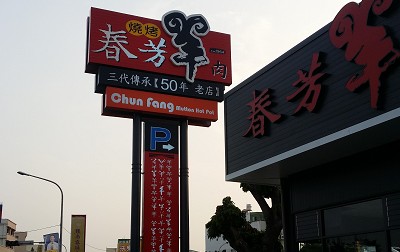 燒烤
春芳羊肉
三代傳承【50年 老店】
Chun Fang Mutton Hot Pot
P
春芳羊